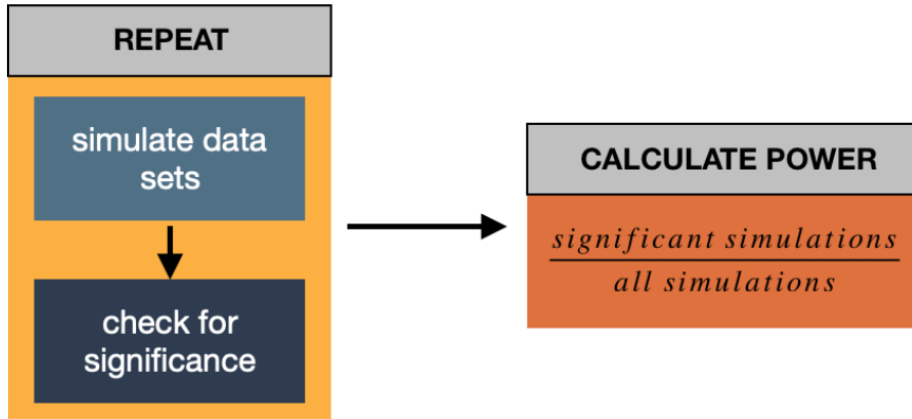 REPEAT
simulate data
sets
check for
significance
CALCULATE POWER
significant simulations
all simulations